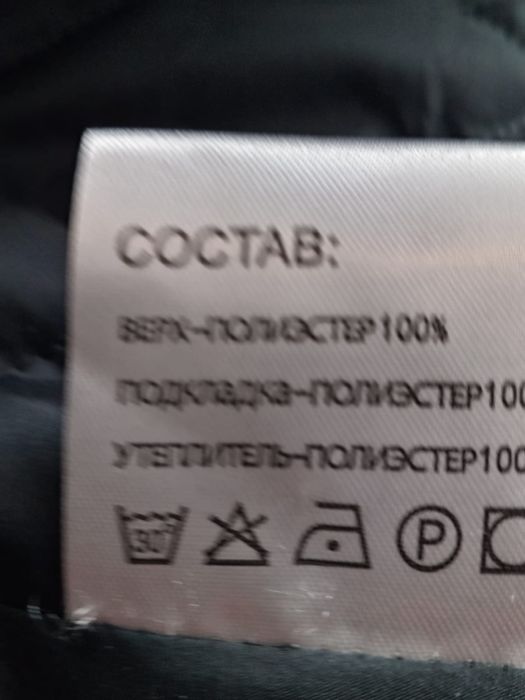 СОСТАВ:
ВЕРХ-ПОЛИЭСТЕР100%
ПОДКЛАДКА-ПОЛИЭСТЕР100
УТЕПЛИТЕЛЬ-ПОЛИЭСТЕР100
30 P